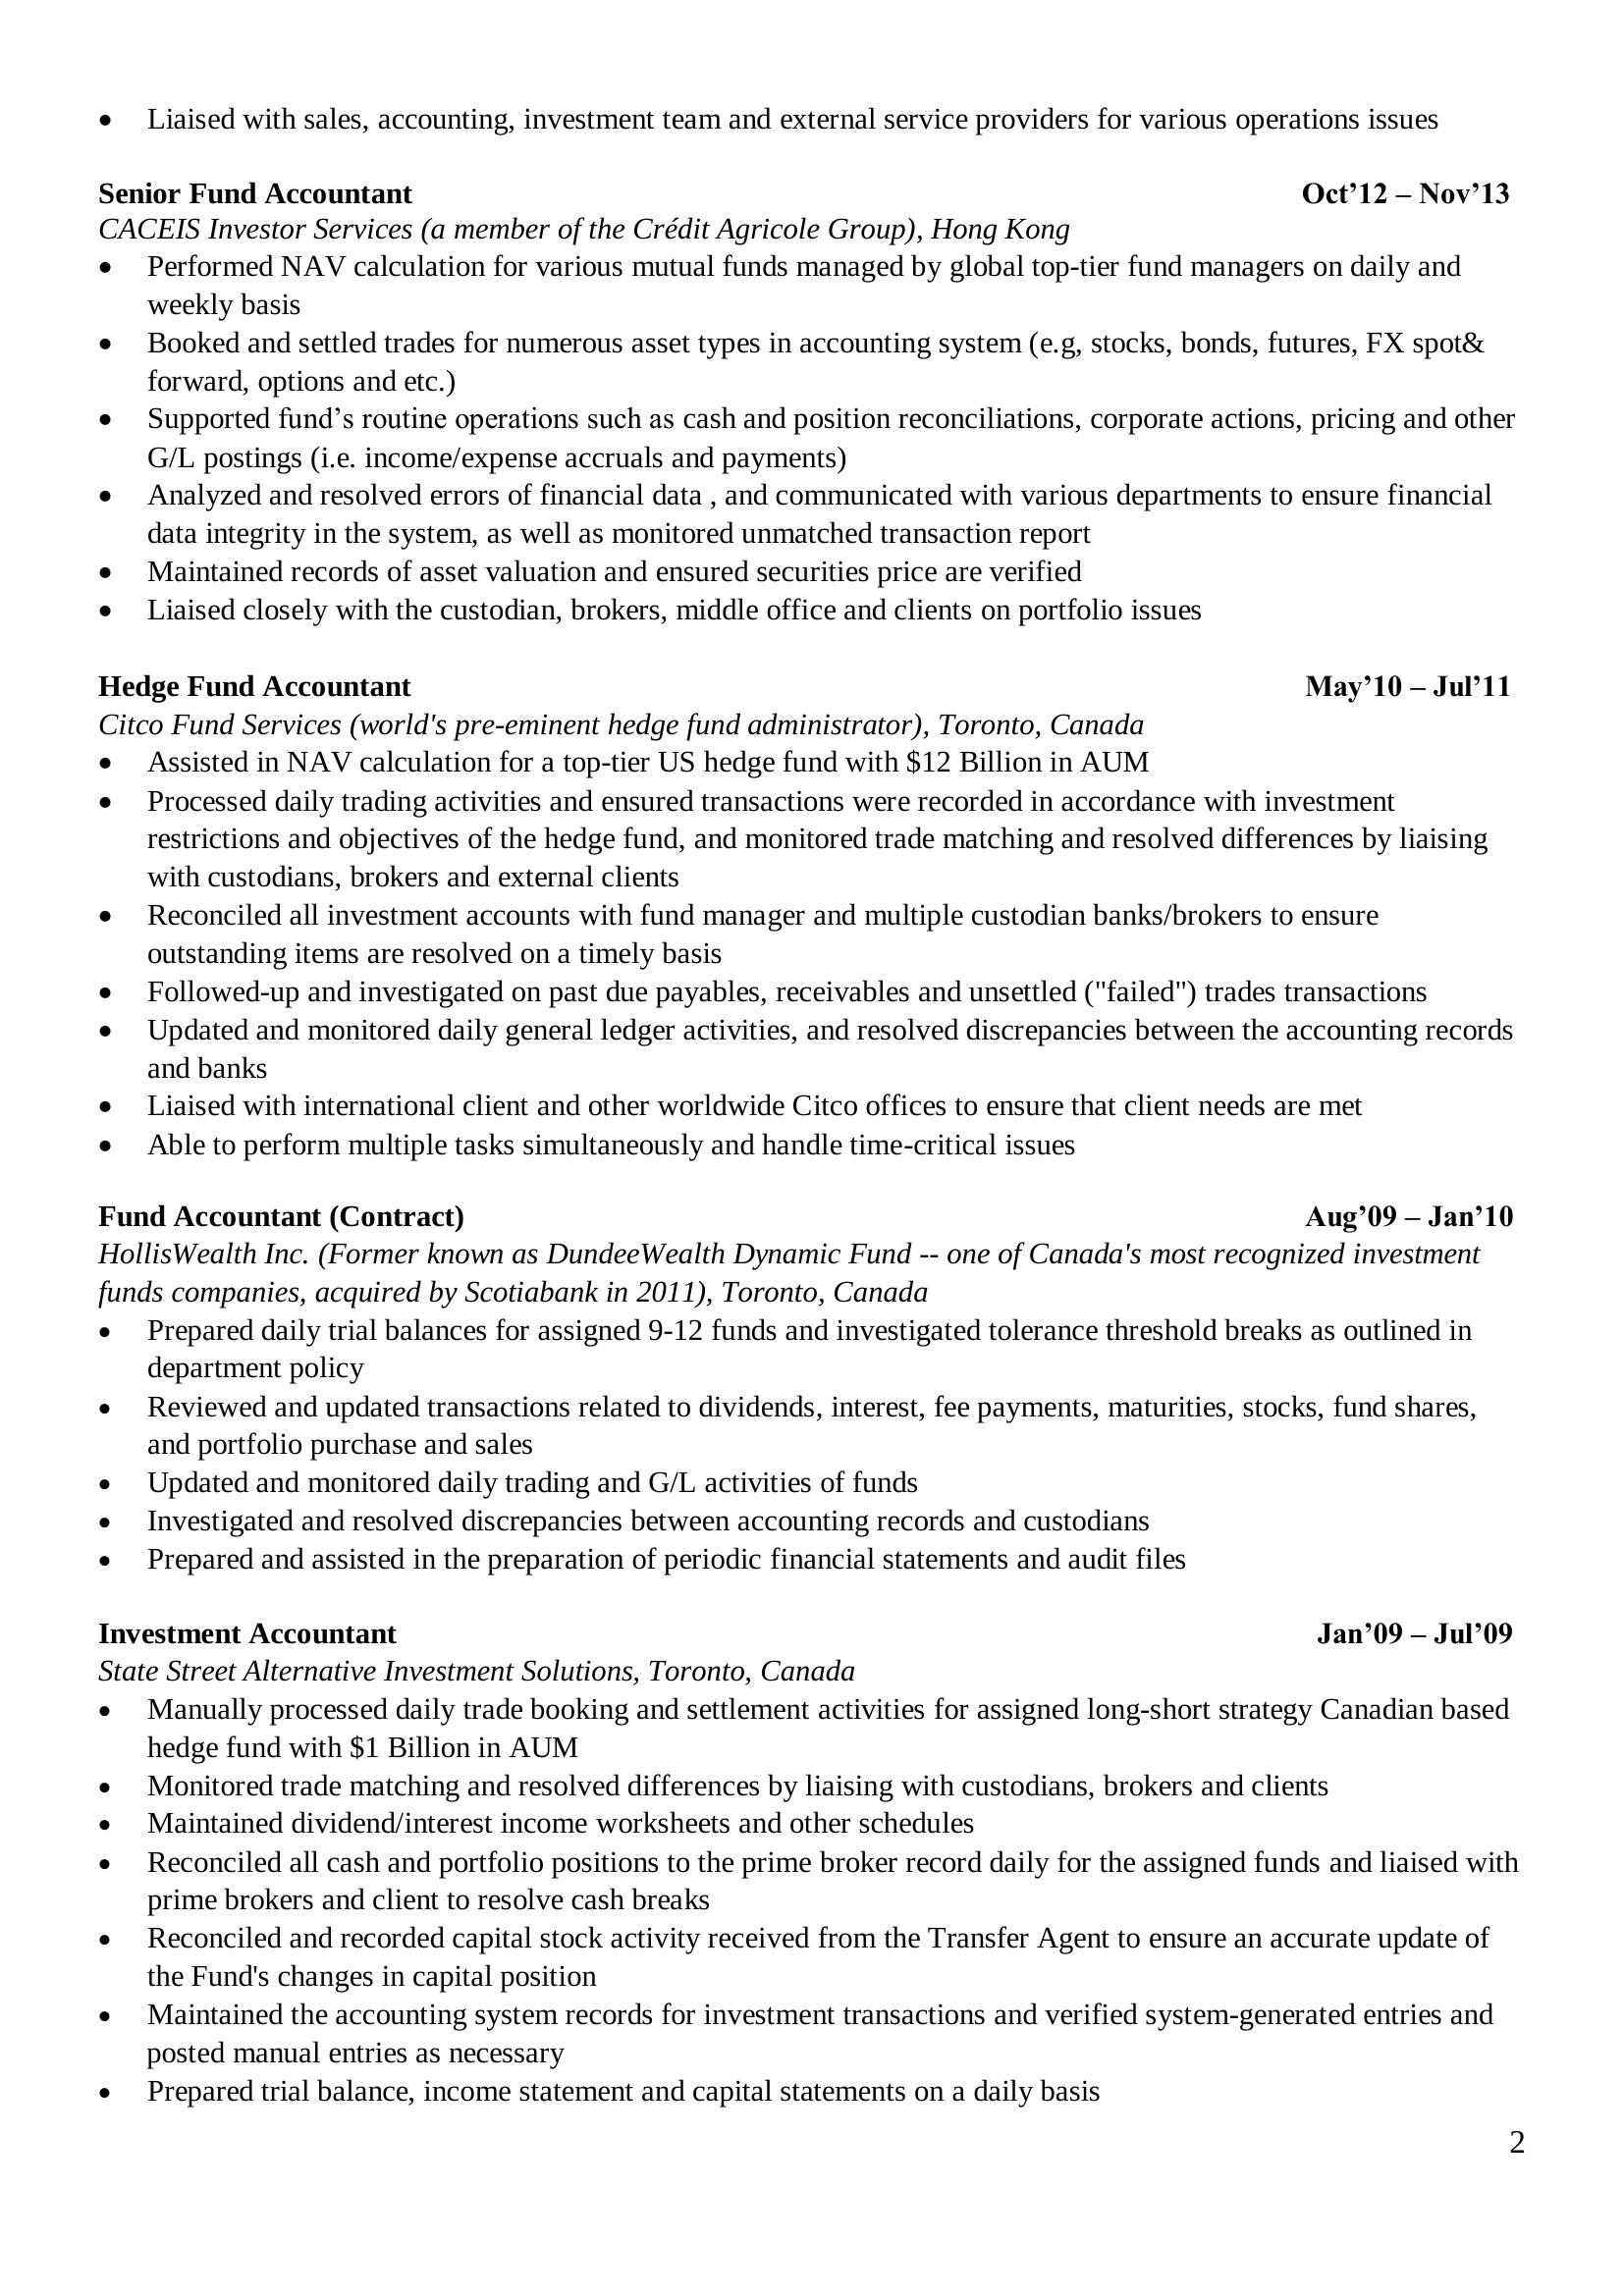 • Liaised with sales, accounting, investment team and external service providers for various operations issues
Senior Fund Accountant Oct’12 – Nov’13
CACEIS Investor Services (a member of the Crédit Agricole Group), Hong Kong
• Performed NAV calculation for various mutual funds managed by global top-tier fund managers on daily and
weekly basis
• Booked and settled trades for numerous asset types in accounting system (e.g, stocks, bonds, futures, FX spot&
forward, options and etc.)
• Supported fund’s routine operations such as cash and position reconciliations, corporate actions, pricing and other
G/L postings (i.e. income/expense accruals and payments)
• Analyzed and resolved errors of financial data , and communicated with various departments to ensure financial
data integrity in the system, as well as monitored unmatched transaction report
• Maintained records of asset valuation and ensured securities price are verified
• Liaised closely with the custodian, brokers, middle office and clients on portfolio issues
Hedge Fund Accountant May’10 – Jul’11
Citco Fund Services (world's pre-eminent hedge fund administrator), Toronto, Canada
• Assisted in NAV calculation for a top-tier US hedge fund with $12 Billion in AUM
• Processed daily trading activities and ensured transactions were recorded in accordance with investment
restrictions and objectives of the hedge fund, and monitored trade matching and resolved differences by liaising
with custodians, brokers and external clients
• Reconciled all investment accounts with fund manager and multiple custodian banks/brokers to ensure
outstanding items are resolved on a timely basis
• Followed-up and investigated on past due payables, receivables and unsettled ("failed") trades transactions
• Updated and monitored daily general ledger activities, and resolved discrepancies between the accounting records
and banks
• Liaised with international client and other worldwide Citco offices to ensure that client needs are met
• Able to perform multiple tasks simultaneously and handle time-critical issues
Fund Accountant (Contract) Aug’09 – Jan’10
HollisWealth Inc. (Former known as DundeeWealth Dynamic Fund -- one of Canada's most recognized investment
funds companies, acquired by Scotiabank in 2011), Toronto, Canada
• Prepared daily trial balances for assigned 9-12 funds and investigated tolerance threshold breaks as outlined in
department policy
• Reviewed and updated transactions related to dividends, interest, fee payments, maturities, stocks, fund shares,
and portfolio purchase and sales
• Updated and monitored daily trading and G/L activities of funds
• Investigated and resolved discrepancies between accounting records and custodians
• Prepared and assisted in the preparation of periodic financial statements and audit files
Investment Accountant Jan’09 – Jul’09
State Street Alternative Investment Solutions, Toronto, Canada
• Manually processed daily trade booking and settlement activities for assigned long-short strategy Canadian based
hedge fund with $1 Billion in AUM
• Monitored trade matching and resolved differences by liaising with custodians, brokers and clients
• Maintained dividend/interest income worksheets and other schedules
• Reconciled all cash and portfolio positions to the prime broker record daily for the assigned funds and liaised with
prime brokers and client to resolve cash breaks
• Reconciled and recorded capital stock activity received from the Transfer Agent to ensure an accurate update of
the Fund's changes in capital position
• Maintained the accounting system records for investment transactions and verified system-generated entries and
posted manual entries as necessary
• Prepared trial balance, income statement and capital statements on a daily basis
2